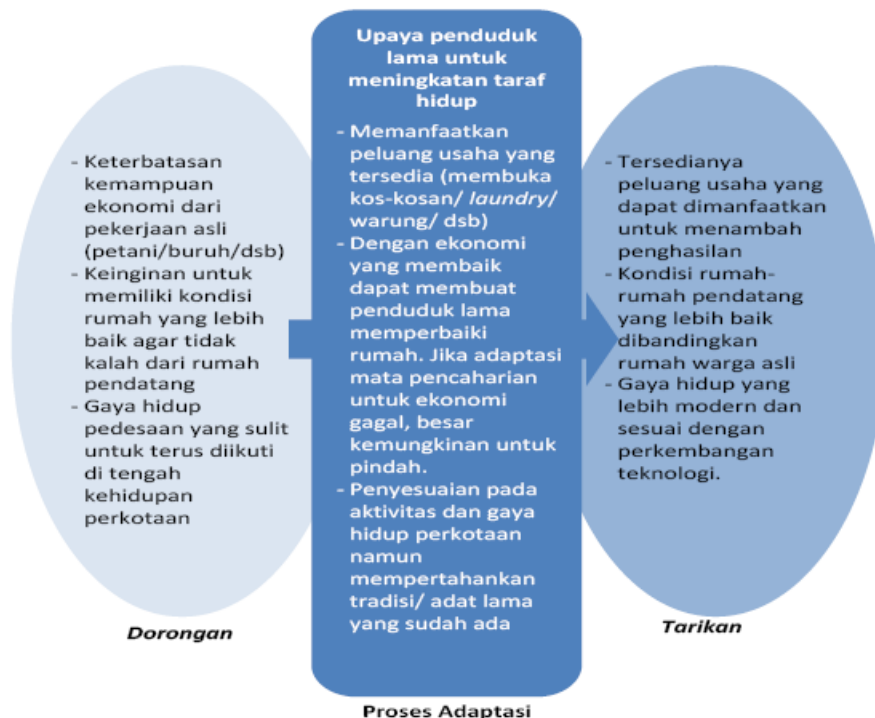 Upaya penduduk
lama untuk
meningkatan taraf
hidup
- Keterbatasan
kemampuan
ekonomi dari
pekerjaan asli
(petani/buruh/dsb)
- Keinginan untuk
memiliki kondisi
rumah yang lebih
baik agar tidak
kalah dari rumah
pendatang
- Gaya hidup
pedesaan yang sulit
untuk terus diikuti
di tengah
kehidupan
perkotaan
Dorongan
- Memanfaatkan
peluang usaha yang
tersedia (membuka
kos-kosan/ laundry/
warung/ dsb)
- Dengan ekonomi
yang membaik
dapat membuat
penduduk lama
memperbaiki
rumah. Jika adaptasi
mata pencaharian
untuk ekonomi
gagal, besar
kemungkinan untuk
pindah.
- Penyesuaian pada
aktivitas dan gaya
hidup perkotaan
namun
mempertahankan
tradisi/ adat lama
yang sudah ada
Proses Adaptasi
- Tersedianya
peluang usaha yang
dapat dimanfaatkan
untuk menambah
penghasilan
- Kondisi rumah-
rumah pendatang
yang lebih baik
dibandingkan
rumah warga asli
- Gaya hidup yang
lebih modern dan
sesuai dengan
perkembangan
teknologi.
Tarikan